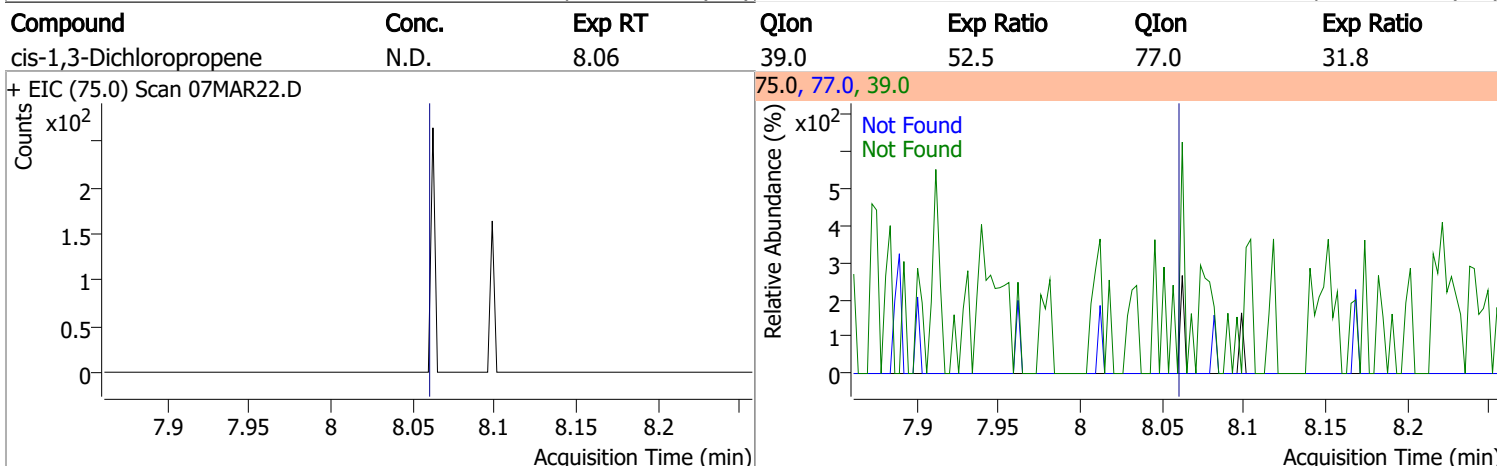 Compound Conc. Exp RT QIon Exp Ratio QIon Exp Ratio
cis-1,3-Dichloropropene N.D. 8.06 39.0 52.5 77.0 31.8
+ EIC (75.0) Scan 07MAR22.D
Counts
x10²
2
1.5
1
0.5
0
7.9 7.95 8 8.05 8.1 8.15 8.2
Acquisition Time (min)
75.0, 77.0, 39.0
Relative Abundance (%)
x10²
Not Found
Not Found
5
4
3
2
1
0
7.9 7.95 8 8.05 8.1 8.15 8.2
Acquisition Time (min)